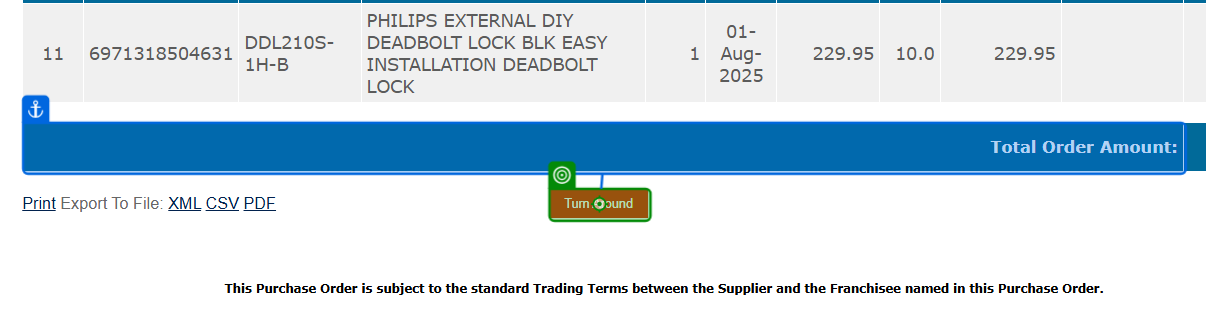 11 6971318504631 DDL210S-1H-B PHILIPS EXTERNAL DIY DEADBOLT LOCK BLK EASY INSTALLATION DEADBOLT LOCK 1 01-Aug-2025 229.95 10.0 229.95
Total Order Amount:
Print Export To File: XML CSV PDF
Turn Around
This Purchase Order is subject to the standard Trading Terms between the Supplier and the Franchisee named in this Purchase Order.